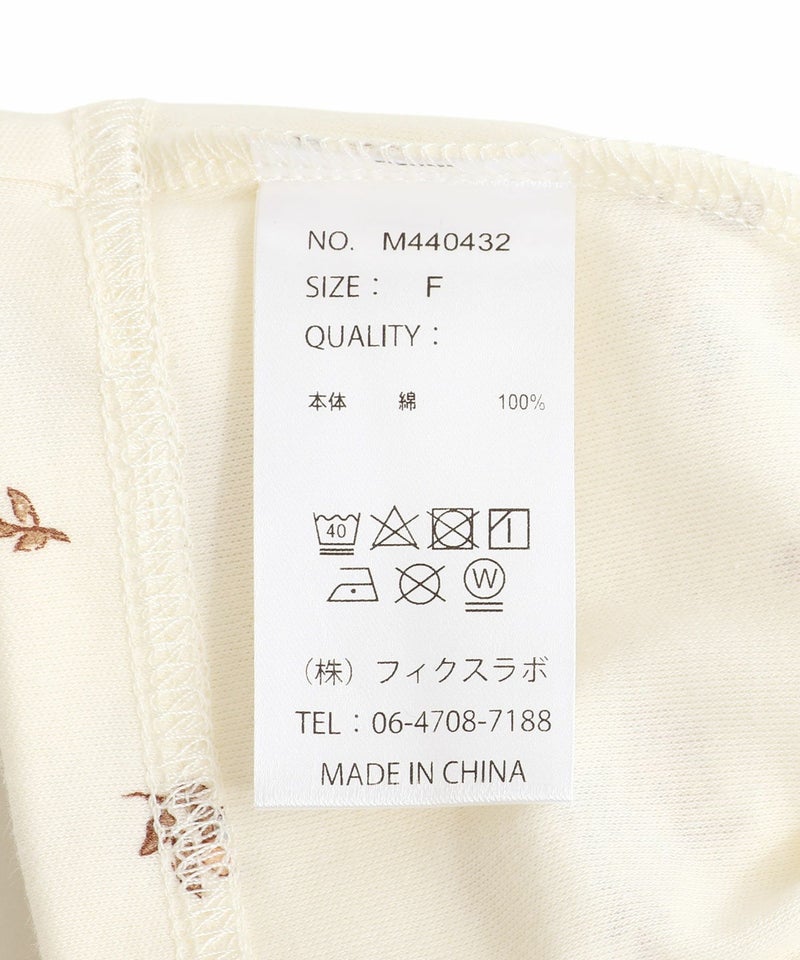 NO. M440432
SIZE： F
QUALITY：
本体 綿 100%
40
W
（株）フィクスラボ
TEL：06-4708-7188
MADE IN CHINA